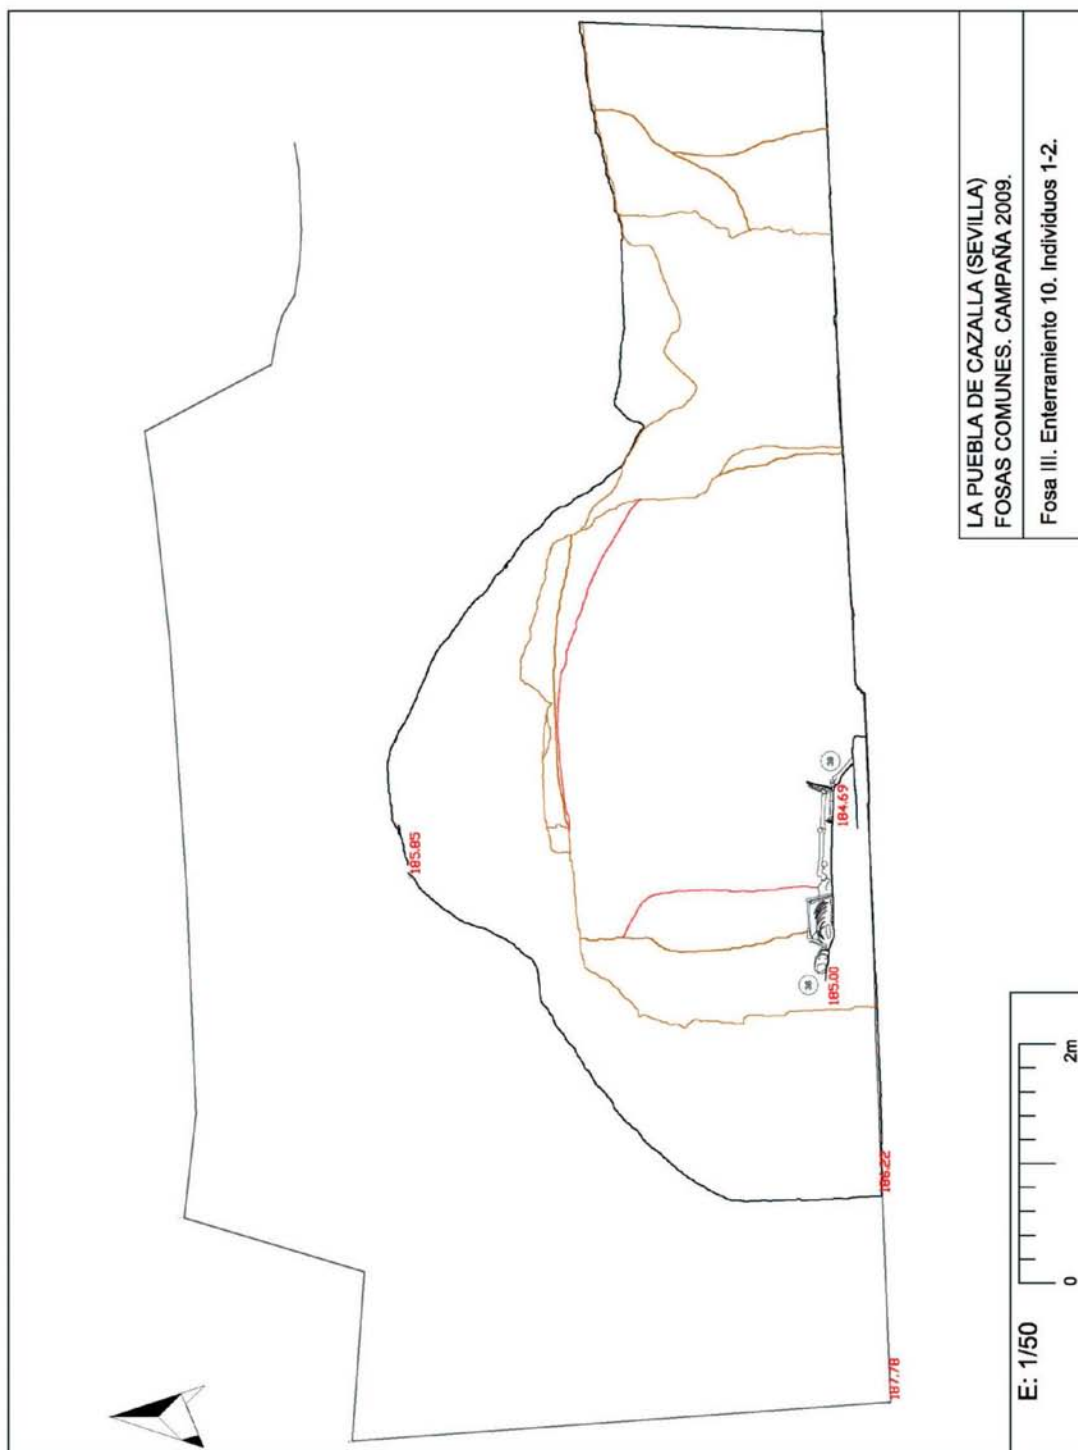 LA PUEBLA DE CAZALLA (SEVILLA)
FOSAS COMUNES. CAMPAÑA 2009.
Fosa III. Enterramiento 10. Individuos 1-2.
185.85
184.69
185.00
186.22
187.78
E: 1/50
0
2m